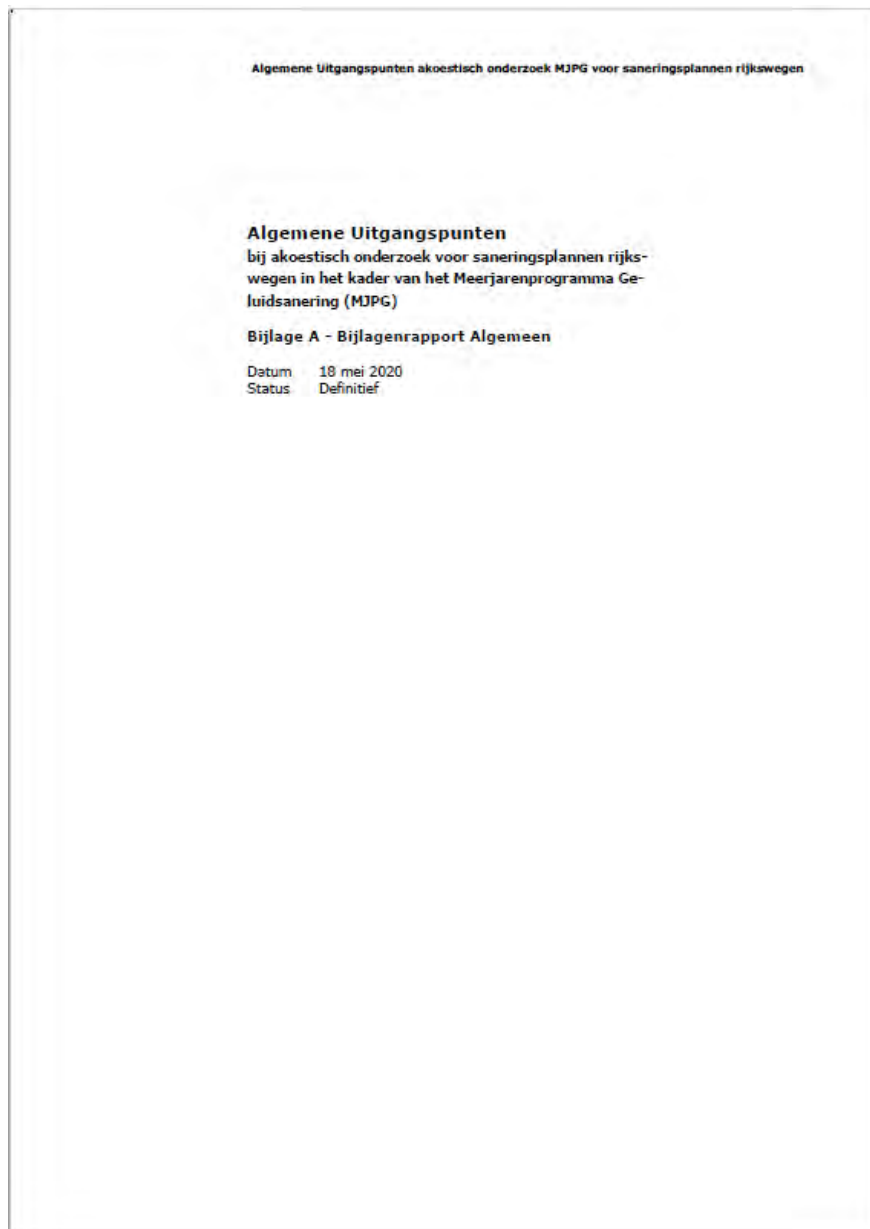 Algemene Uitgangspunten akoestisch onderzoek MJPG voor saneringsplannen rijkswegen
Algemene Uitgangspunten
bij akoestisch onderzoek voor saneringsplannen rijks-
wegen in het kader van het Meerjarenprogramma Ge-
luidsanering (MJPG)
Bijlage A - Bijlagenrapport Algemeen
Datum 18 mei 2020
Status Definitief